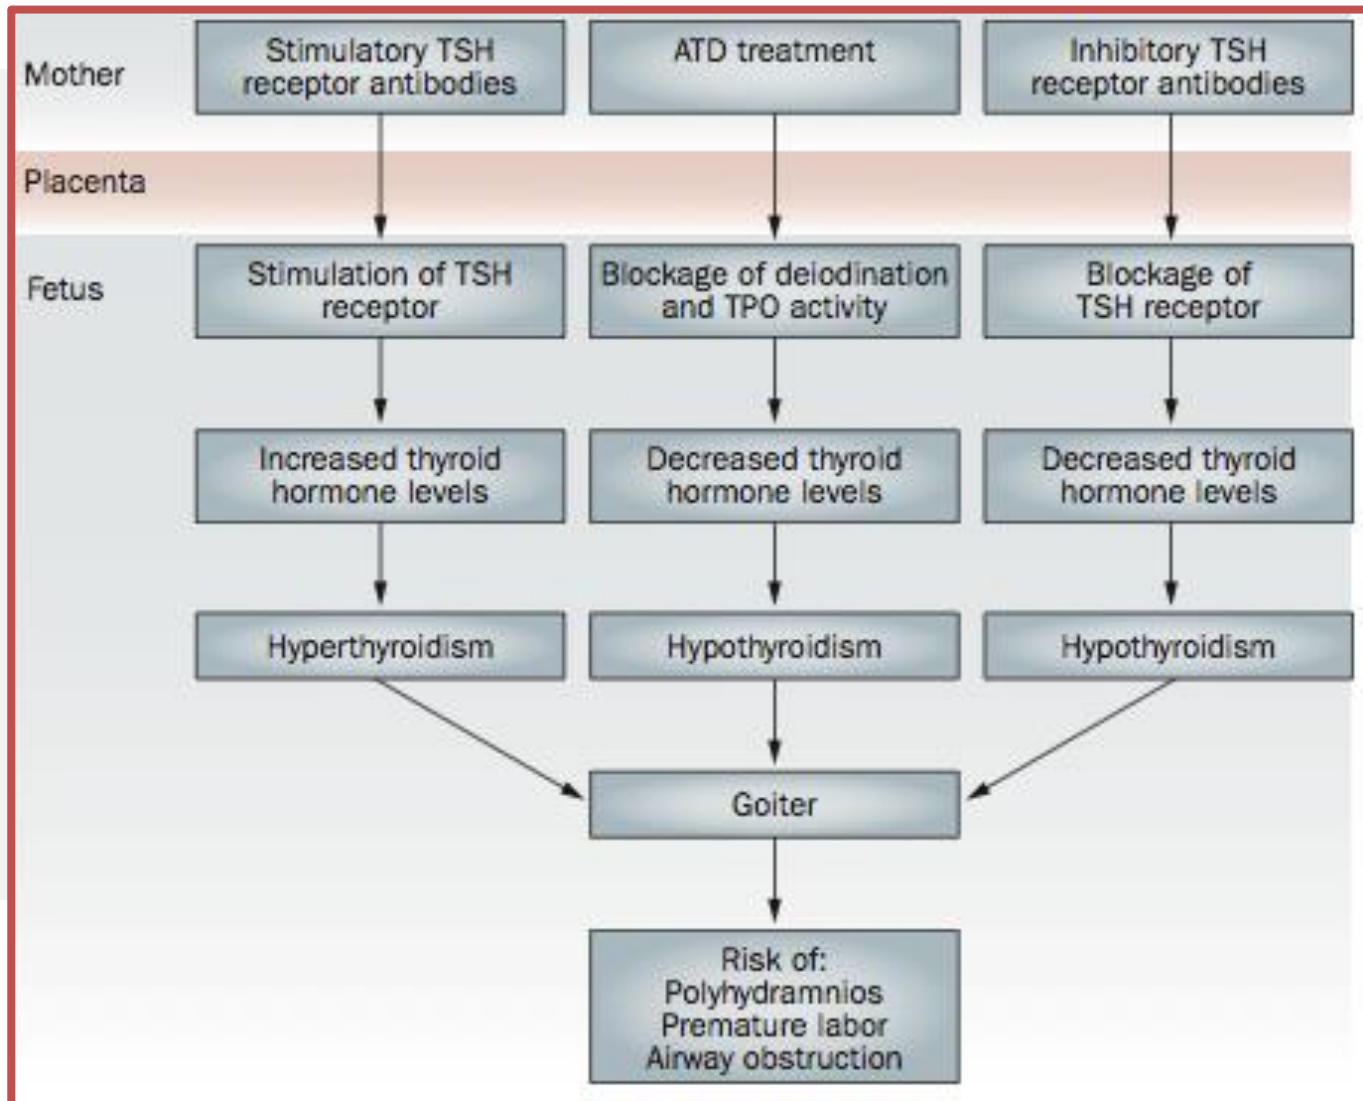 Mother
Stimulatory TSH
receptor antibodies
ATD treatment
Inhibitory TSH
receptor antibodies
Placenta
Fetus
Stimulation of TSH
receptor
Blockage of deiodination
and TPO activity
Blockage of
TSH receptor
Increased thyroid
hormone levels
Decreased thyroid
hormone levels
Decreased thyroid
hormone levels
Hyperthyroidism
Hypothyroidism
Hypothyroidism
Goiter
Risk of:
Polyhydramnios
Premature labor
Airway obstruction